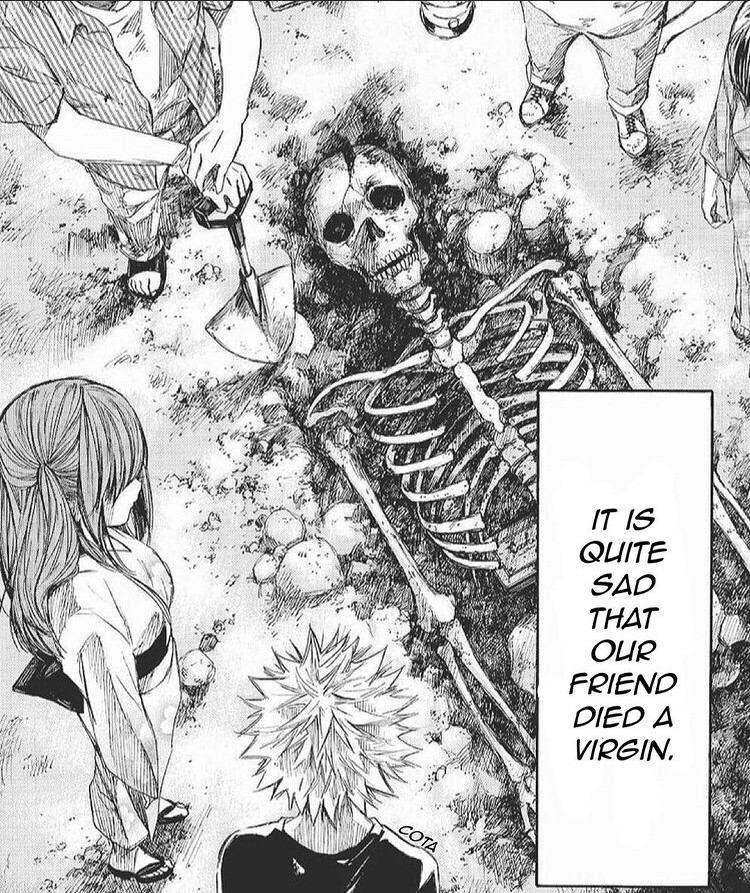 IT IS
QUITE
SAD
THAT
OUR
FRIEND
DIED A
VIRGIN.
COTA